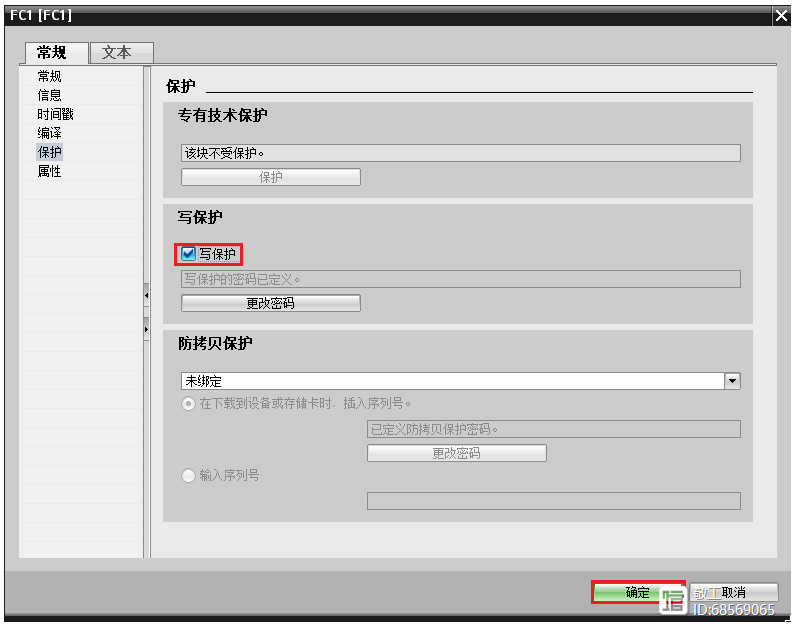 FC1 [FC1]
常规 文本
常规
信息
时间戳
编译
保护
属性
保护
专有技术保护
该块不受保护。
保护
写保护
写保护
写保护的密码已定义。
更改密码
防拷贝保护
未绑定
在下载到设备或存储卡时，插入序列号。
已定义防拷贝保护密码。
更改密码
输入序列号
确定 取消
敬工
ID:68569065